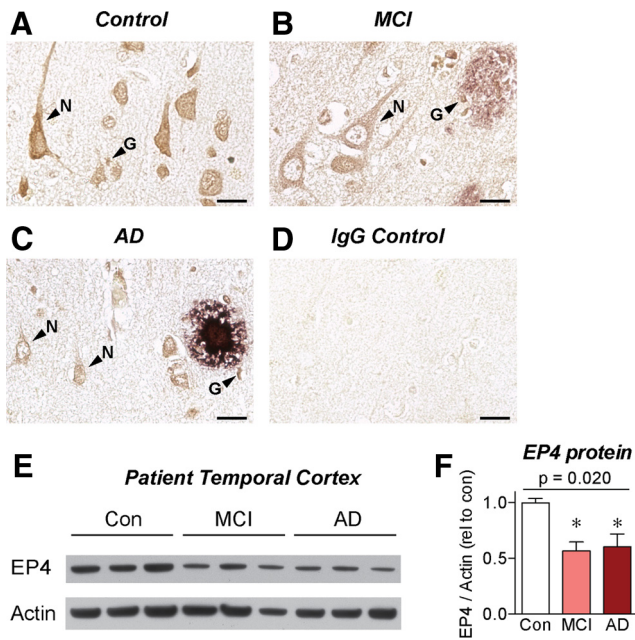 A
Control
N
G
B
MCI
N
G
C
AD
N
N
G
D
IgG Control
E
Patient Temporal Cortex
Con MCI AD
EP4
Actin
F
EP4 protein
p = 0.020
EP4 / Actin (rel to con)
1.0
0.5
0
* *
Con MCI AD